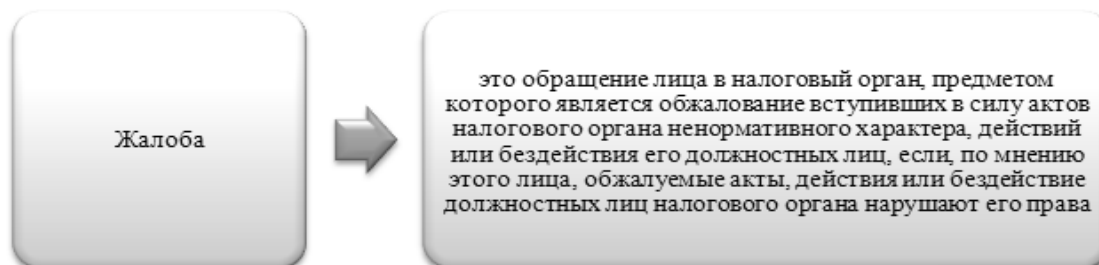 Жалоба
это обращение лица в налоговый орган, предметом
которого является обжалование вступивших в силу актов
налогового органа ненормативного характера, действий
или бездействия его должностных лиц, если, по мнению
этого лица, обжалуемые акты, действия или бездействие
должностных лиц налогового органа нарушают его права